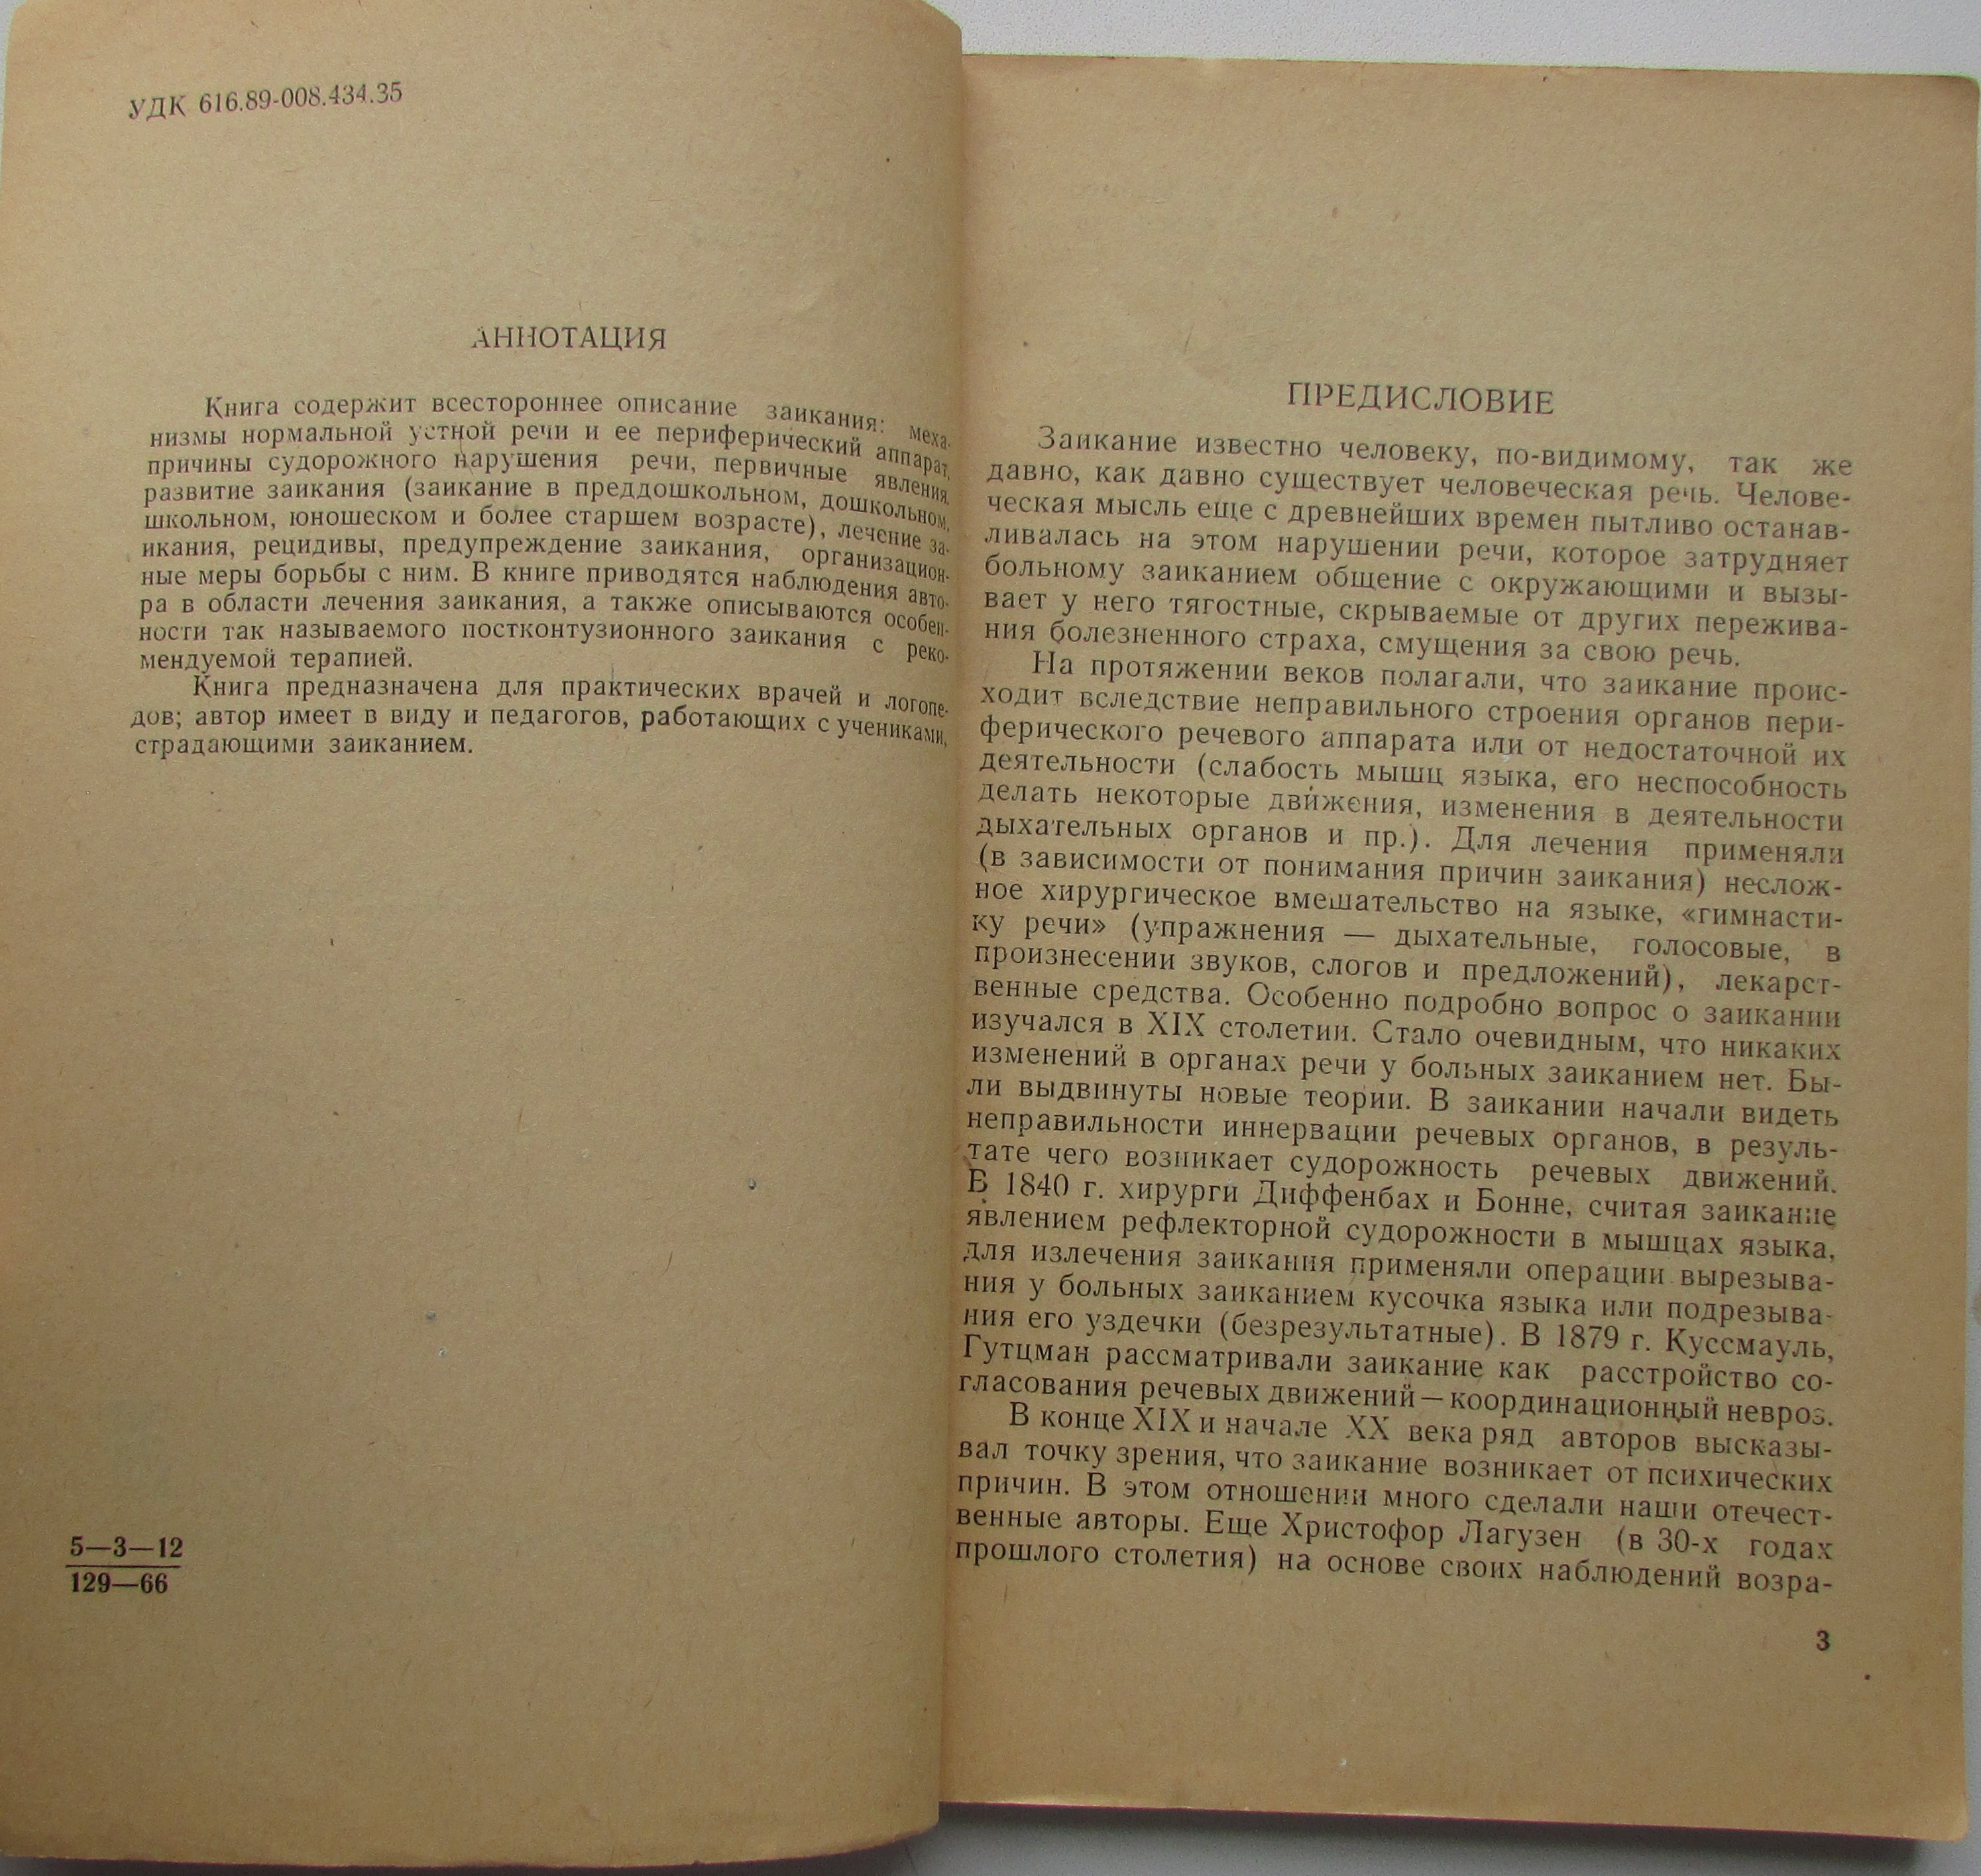 УДК 616.89-008.434.35
АННОТАЦИЯ
Книга содержит всестороннее описание заикания: меха-
низмы нормальной устной речи и ее периферический аппарат,
причины судорожного нарушения речи, первичные явления,
развитие заикания (заикание в преддошкольном, дошкольном,
школьном, юношеском и более старшем возрасте), лечение за-
икания, рецидивы, предупреждение заикания, организацион-
ные меры борьбы с ним. В книге приводятся наблюдения авто-
ра в области лечения заикания, а также описываются особен-
ности так называемого постконтузионного заикания с реко-
мендуемой терапией.
Книга предназначена для практических врачей и логопе-
дов; автор имеет в виду и педагогов, работающих с учениками,
страдающими заиканием.
5—3—12
129—66
ПРЕДИСЛОВИЕ
Заикание известно человеку, по-видимому, так же
давно, как давно существует человеческая речь. Челове-
ческая мысль еще с древнейших времен пытливо останав-
ливалась на этом нарушении речи, которое затрудняет
больному заиканием общение с окружающими и вызы-
вает у него тягостные, скрываемые от других пережива-
ния болезненного страха, смущения за свою речь.
На протяжении веков полагали, что заикание проис-
ходит вследствие неправильного строения органов пери-
ферического речевого аппарата или от недостаточной их
деятельности (слабость мышц языка, его неспособность
делать некоторые движения, изменения в деятельности
дыхательных органов и пр.). Для лечения применяли
(в зависимости от понимания причин заикания) неслож-
ное хирургическое вмешательство на языке, «гимнасти-
ку речи» (упражнения — дыхательные, голосовые, в
произнесении звуков, слогов и предложений), лекарст-
венные средства. Особенно подробно вопрос о заикании
изучался в XIX столетии. Стало очевидным, что никаких
изменений в органах речи у больных заиканием нет. Бы-
ли выдвинуты новые теории. В заикании начали видеть
неправильности иннервации речевых органов, в резуль-
тате чего возникает судорожность речевых движений.
В 1840 г. хирурги Диффенбах и Бонне, считая заикание
явлением рефлекторной судорожности в мышцах языка,
для излечения заикания применяли операции вырезыва-
ния у больных заиканием кусочка языка или подрезыва-
ния его уздечки (безрезультатные). В 1879 г. Куссмауль,
Гутцман рассматривали заикание как расстройство со-
гласования речевых движений — координационный невроз.
В конце XIX и начале XX века ряд авторов высказы-
вал точку зрения, что заикание возникает от психических
причин. В этом отношении много сделали наши отечест-
венные авторы. Еще Христофор Лагузен (в 30-х годах
прошлого столетия) на основе своих наблюдений возра-
3